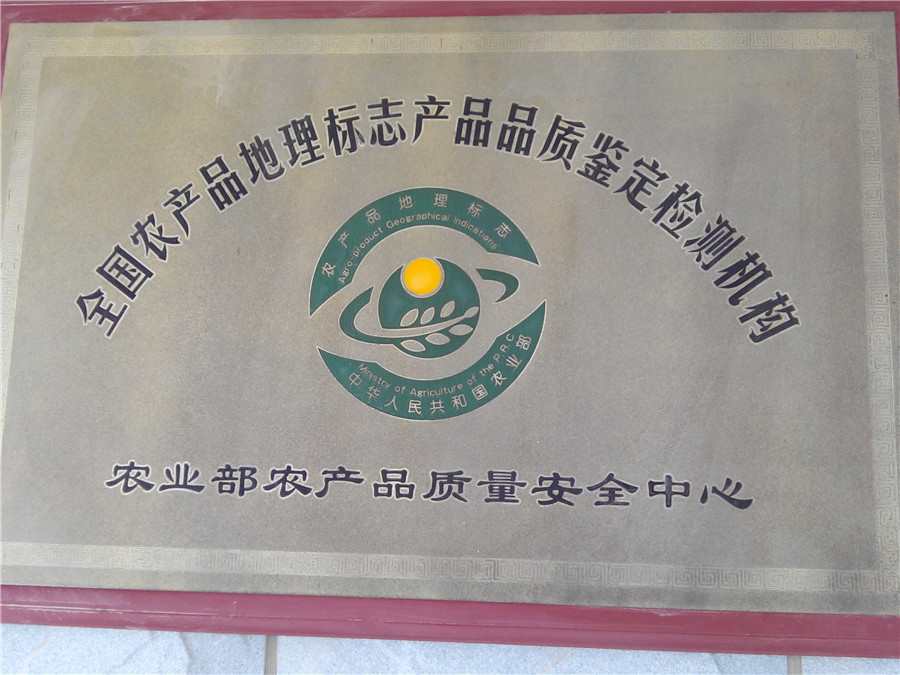 全国农产品地理标志产品品质鉴定检测机构
农产品地理标志
Agro-product Geographical Indications
Ministry of Agriculture of the P.R.C
中华人民共和国农业部
农业部农产品质量安全中心